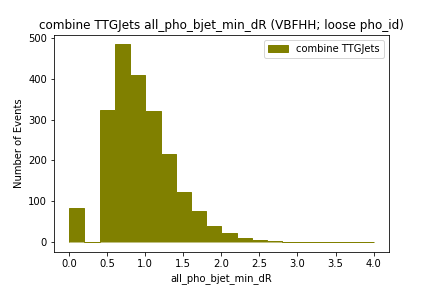 combine TTGJets all_pho_bjet_min_dR (VBFHH; loose pho_id)
combine TTGJets
Number of Events
500
400
300
200
100
0
0.0 0.5 1.0 1.5 2.0 2.5 3.0 3.5 4.0
all_pho_bjet_min_dR